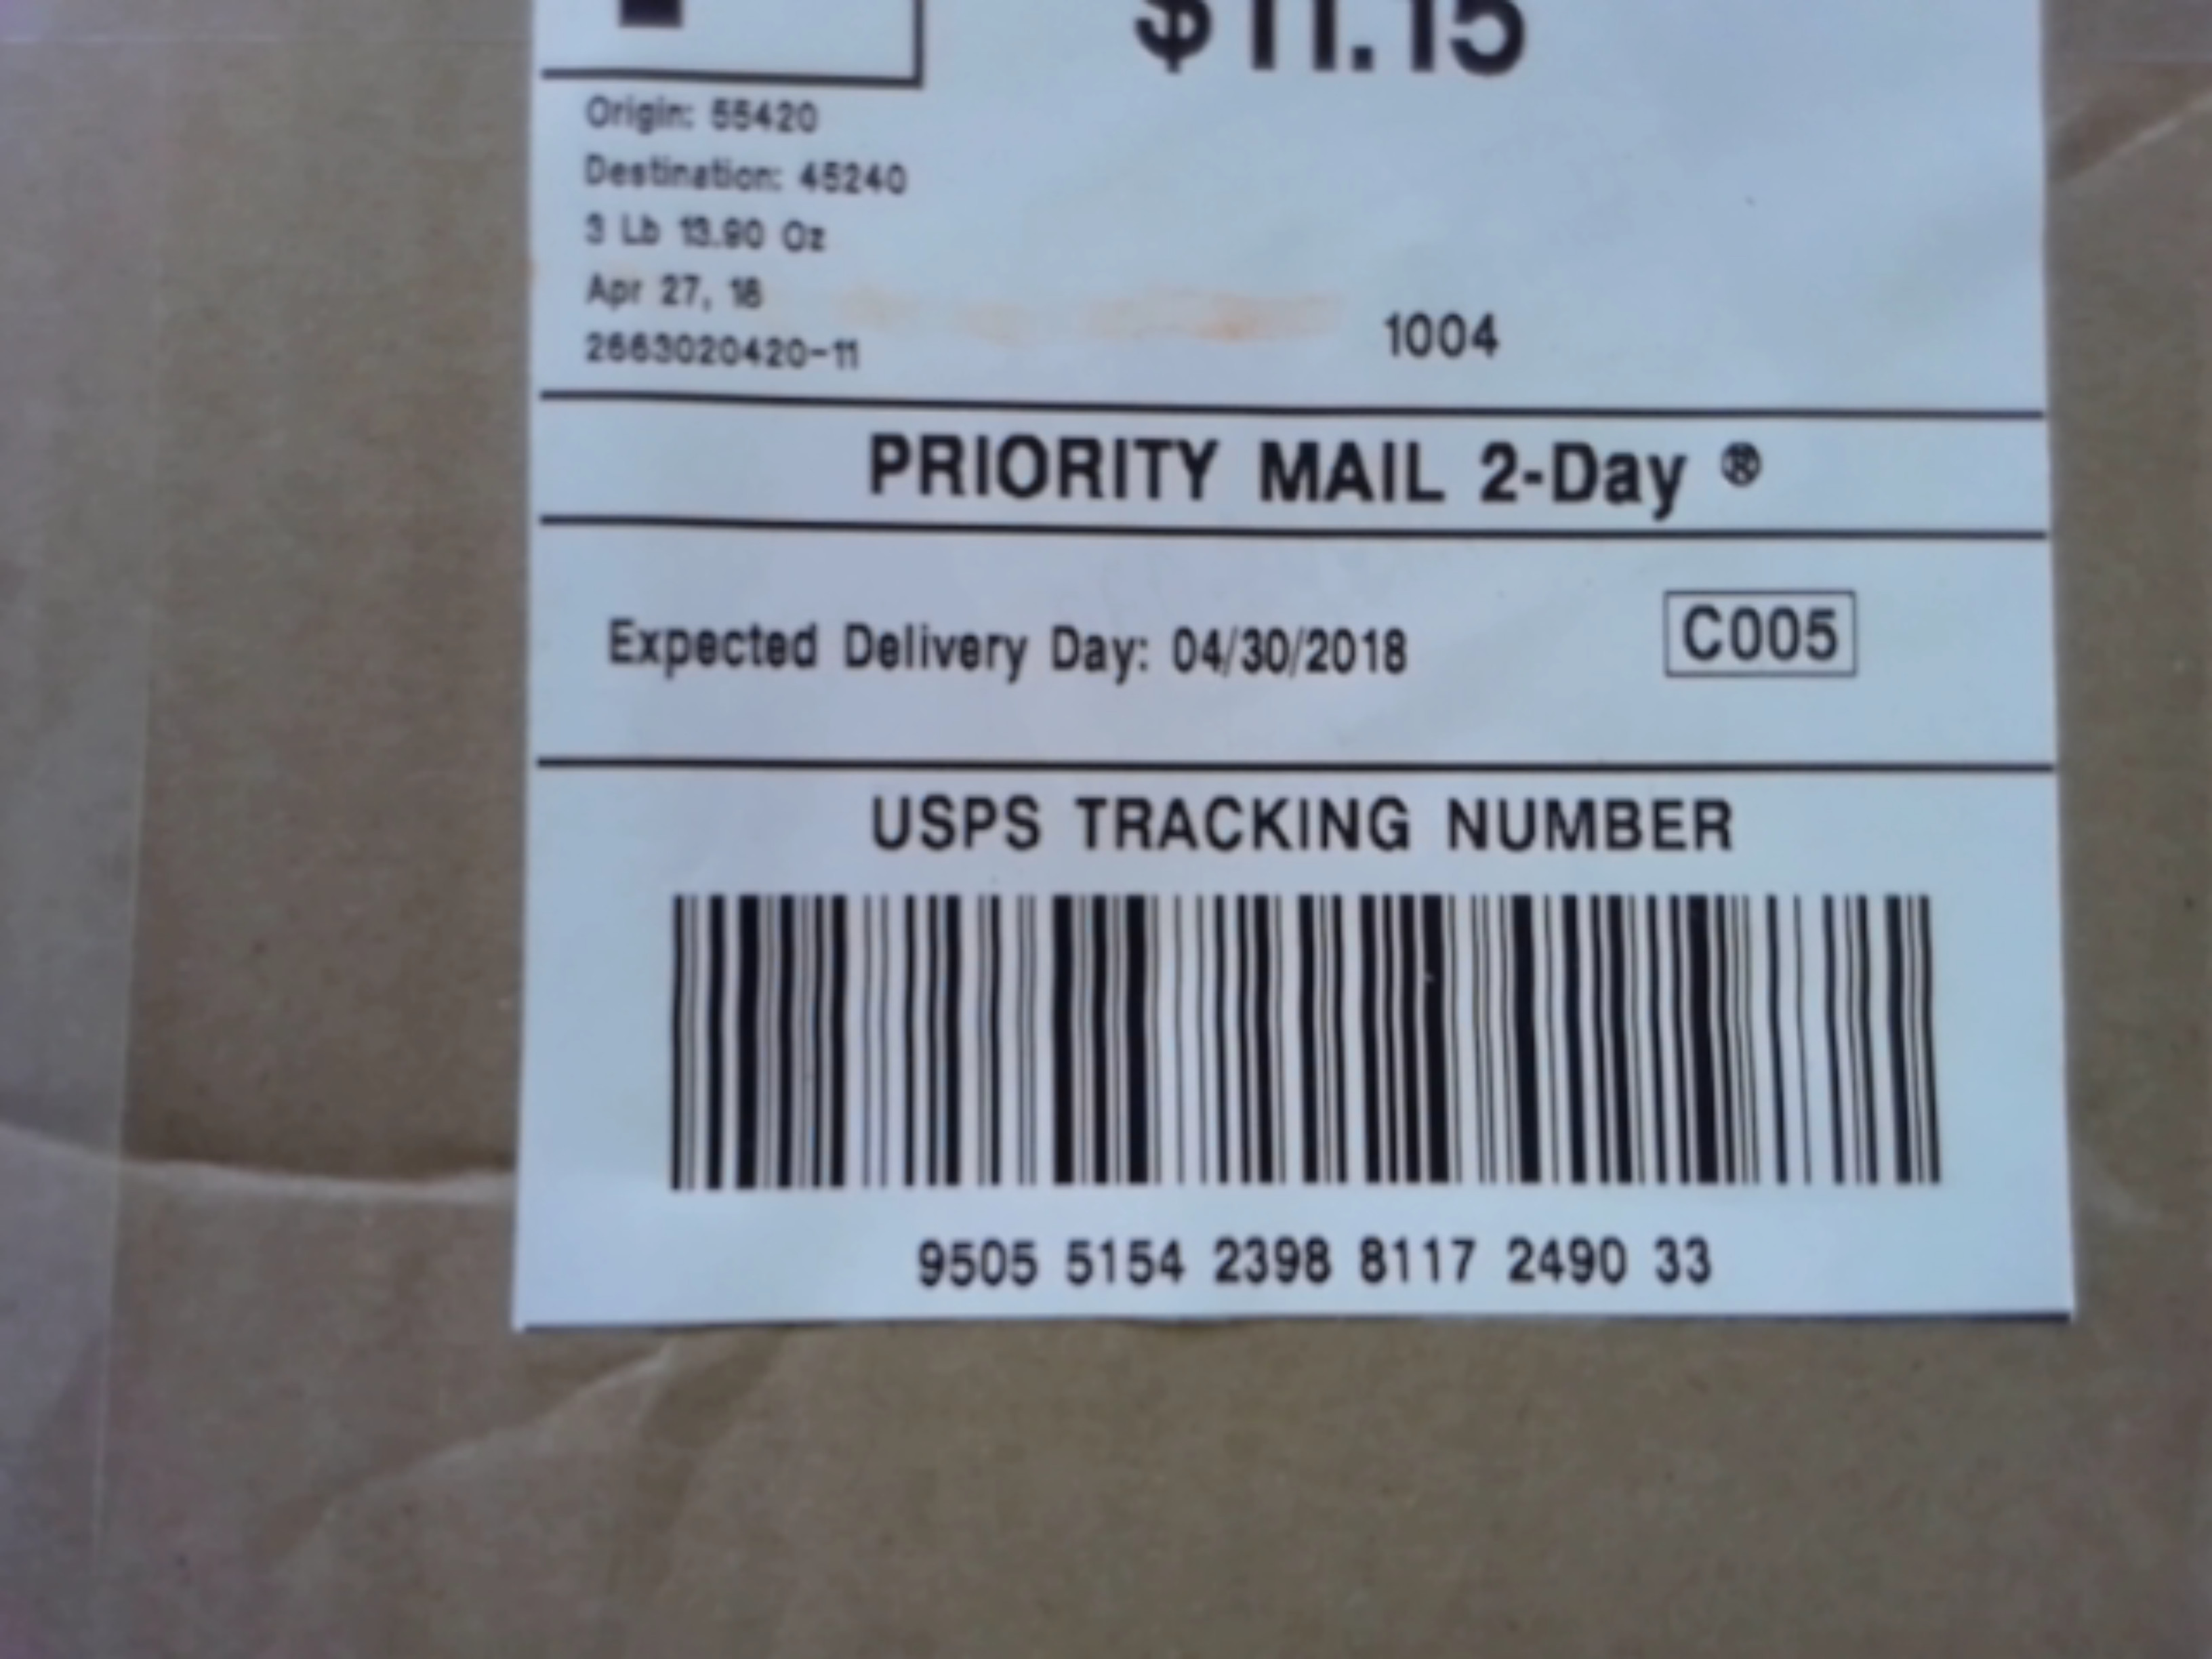 $11.15
Origin: 55420
Destination: 45240
3 Lb 13.90 Oz
Apr 27, 18
2663020420-11
1004
PRIORITY MAIL 2-Day ®
Expected Delivery Day: 04/30/2018
C005
USPS TRACKING NUMBER
9505 5154 2398 8117 2490 33